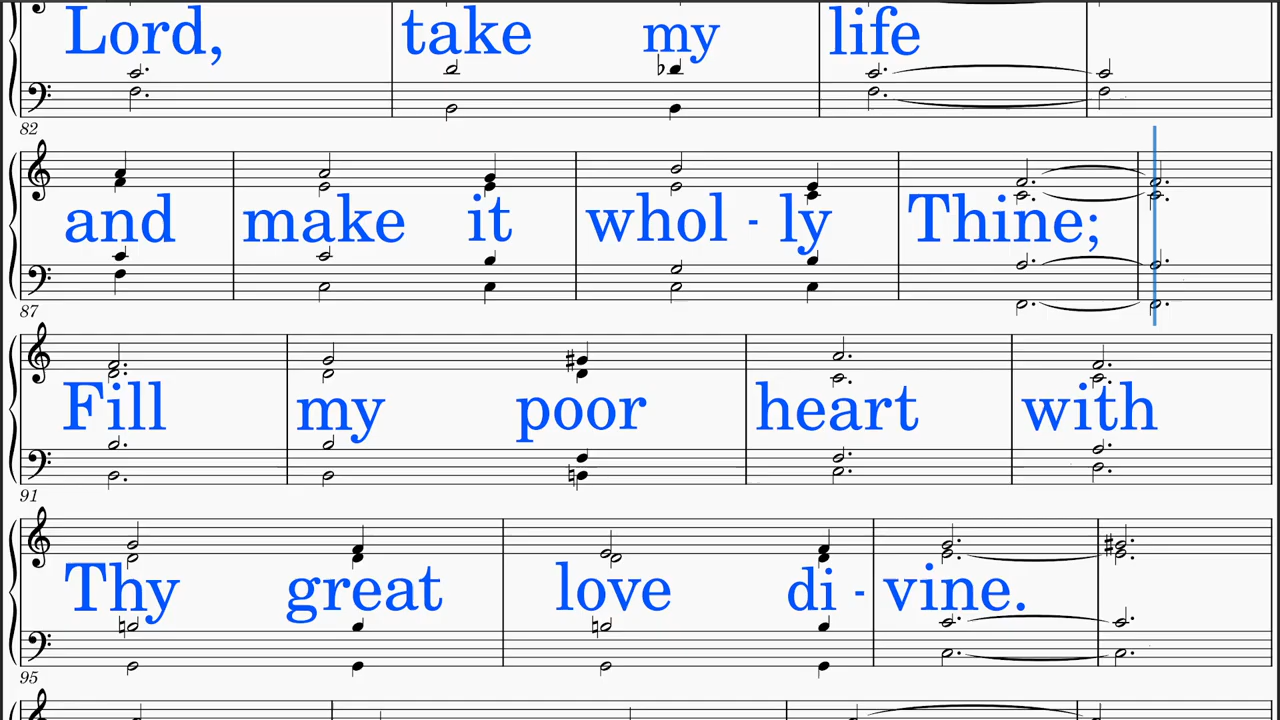 Lord, take my life
82
and make it whol - ly Thine;
87
Fill my poor heart with
91
Thy great love di - vine.
95